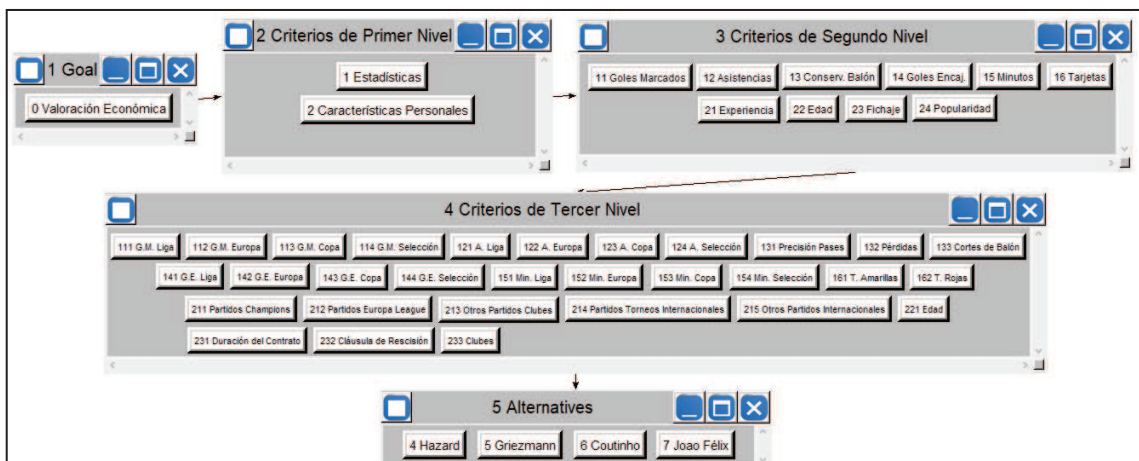 1 Goal
0 Valoración Económica
2 Criterios de Primer Nivel
1 Estadísticas
2 Características Personales
3 Criterios de Segundo Nivel
11 Goles Marcados 12 Asistencias 13 Conserv. Balón 14 Goles Encaj. 15 Minutos 16 Tarjetas
21 Experiencia 22 Edad 23 Fichaje 24 Popularidad
4 Criterios de Tercer Nivel
111 G.M. Liga 112 G.M. Europa 113 G.M. Copa 114 G.M. Selección 121 A. Liga 122 A. Europa 123 A. Copa 124 A. Selección 131 Precisión Pases 132 Pérdidas 133 Cortes de Balón
141 G.E. Liga 142 G.E. Europa 143 G.E. Copa 144 G.E. Selección 151 Min. Liga 152 Min. Europa 153 Min. Copa 154 Min. Selección 161 T. Amarillas 162 T. Rojas
211 Partidos Champions 212 Partidos Europa League 213 Otros Partidos Clubes 214 Partidos Torneos Internacionales 215 Otros Partidos Internacionales 221 Edad
231 Duración del Contrato 232 Cláusula de Rescisión 233 Clubes
5 Alternatives
4 Hazard 5 Griezmann 6 Coutinho 7 Joao Félix